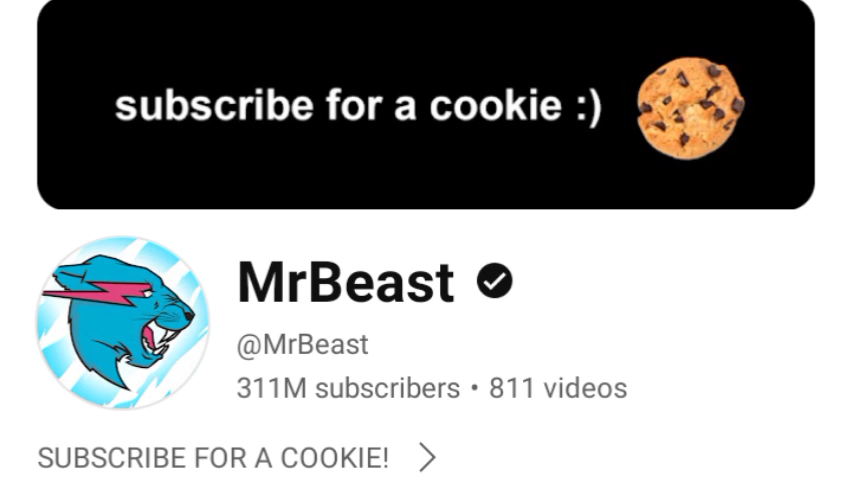 subscribe for a cookie :)
MrBeast
@MrBeast
311M subscribers • 811 videos
SUBSCRIBE FOR A COOKIE!